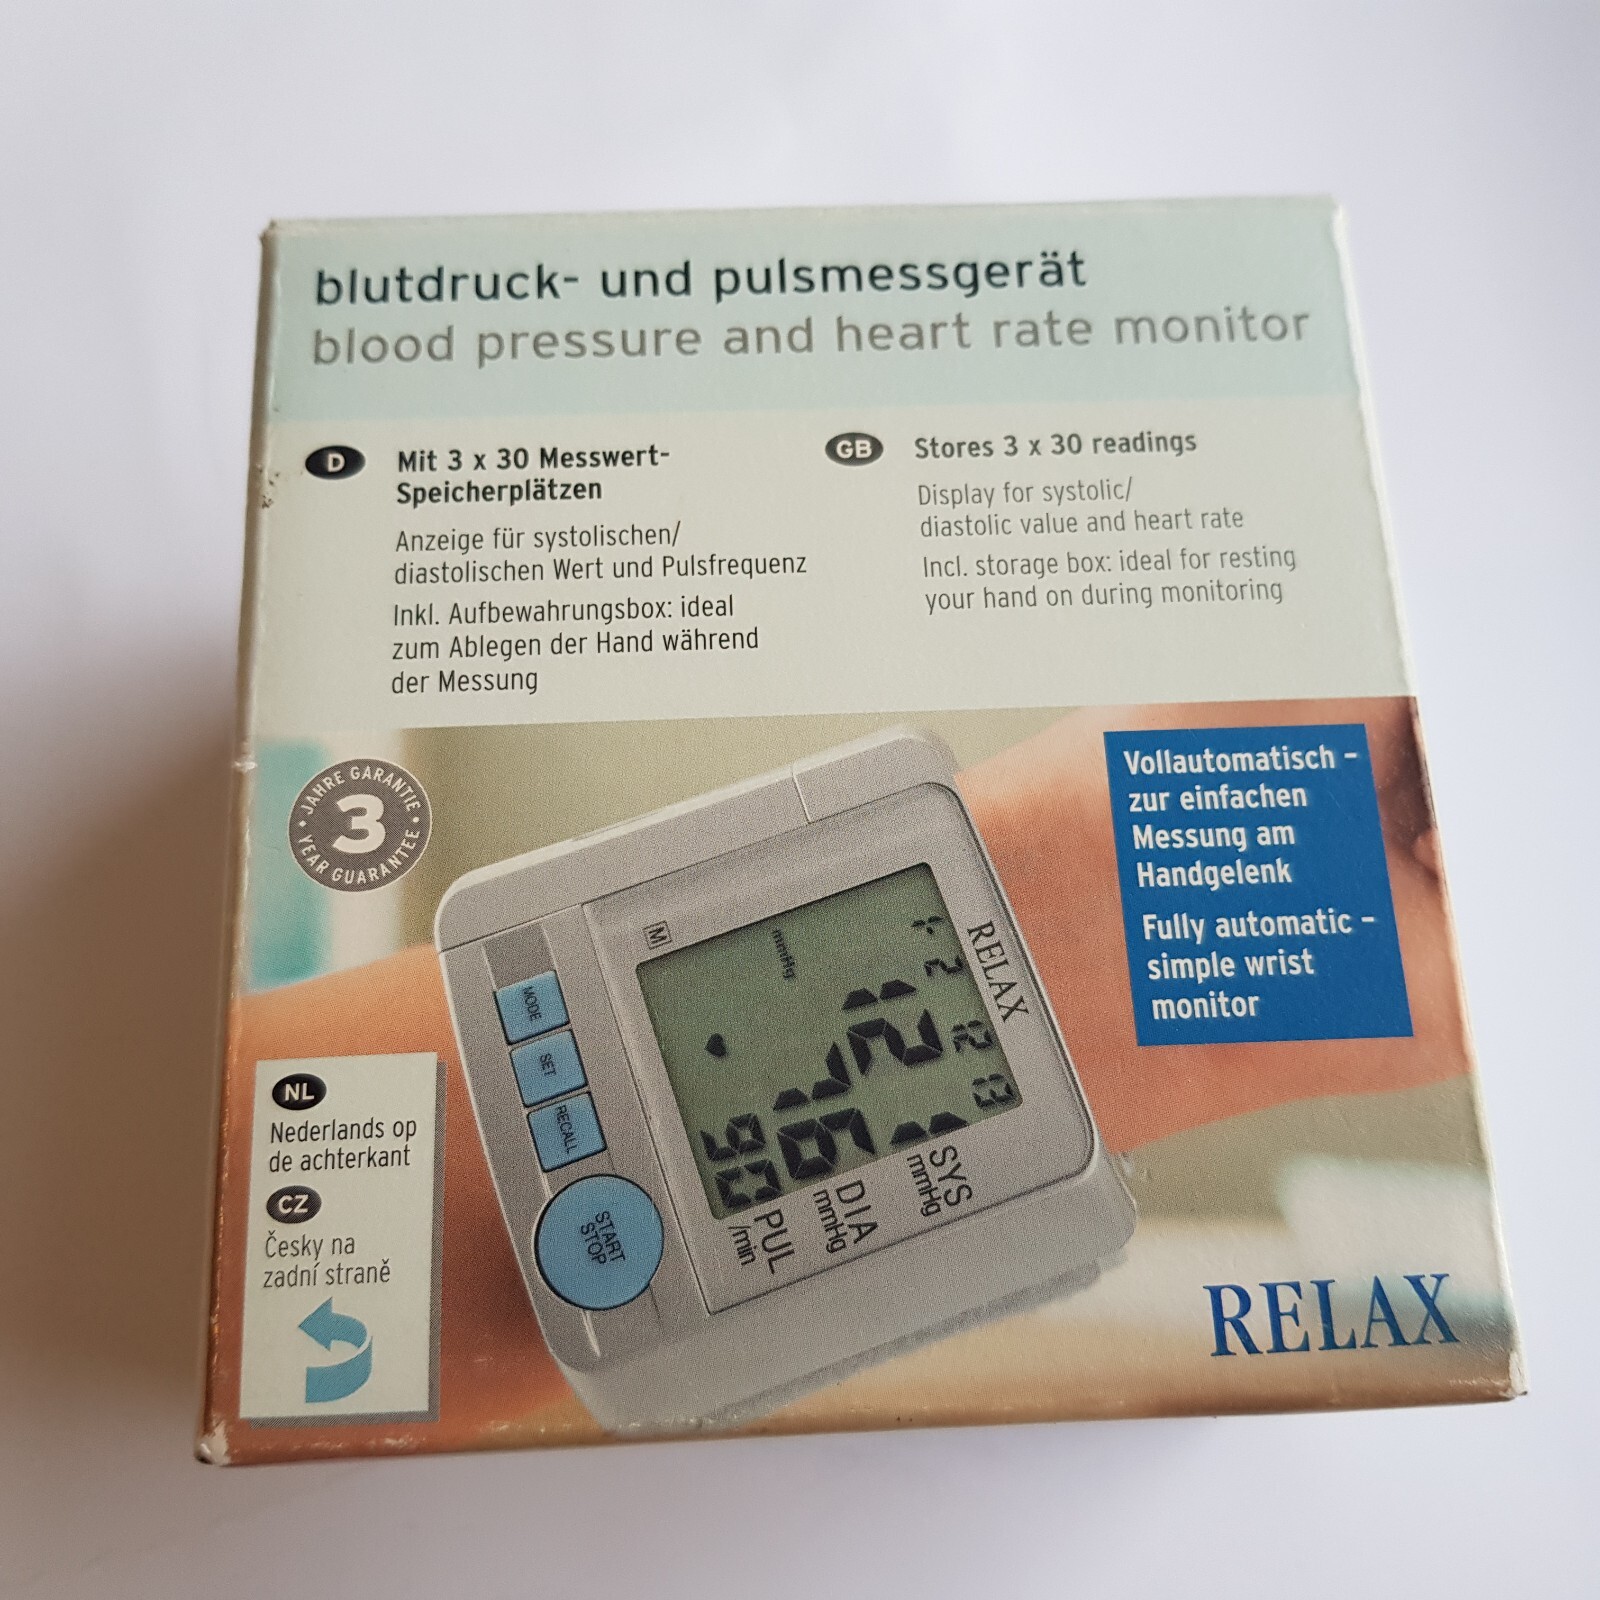 blutdruck- und pulsmessgerät
blood pressure and heart rate monitor
D
Mit 3 x 30 Messwert-
Speicherplätzen
Anzeige für systolischen/
diastolischen Wert und Pulsfrequenz
Inkl. Aufbewahrungsbox: ideal
zum Ablegen der Hand während
der Messung
GB
Stores 3 x 30 readings
Display for systolic/
diastolic value and heart rate
Incl. storage box: ideal for resting
your hand on during monitoring
JAHRE GARANTIE
3
YEAR GUARANTEE
Vollautomatisch –
zur einfachen
Messung am
Handgelenk
Fully automatic –
simple wrist
monitor
NL
Nederlands op
de achterkant
CZ
Česky na
zadní straně
M
MODE
SET
RECALL
START
STOP
RELAX
mmHg
SYS
mmHg
DIA
mmHg
PUL
/min
RELAX